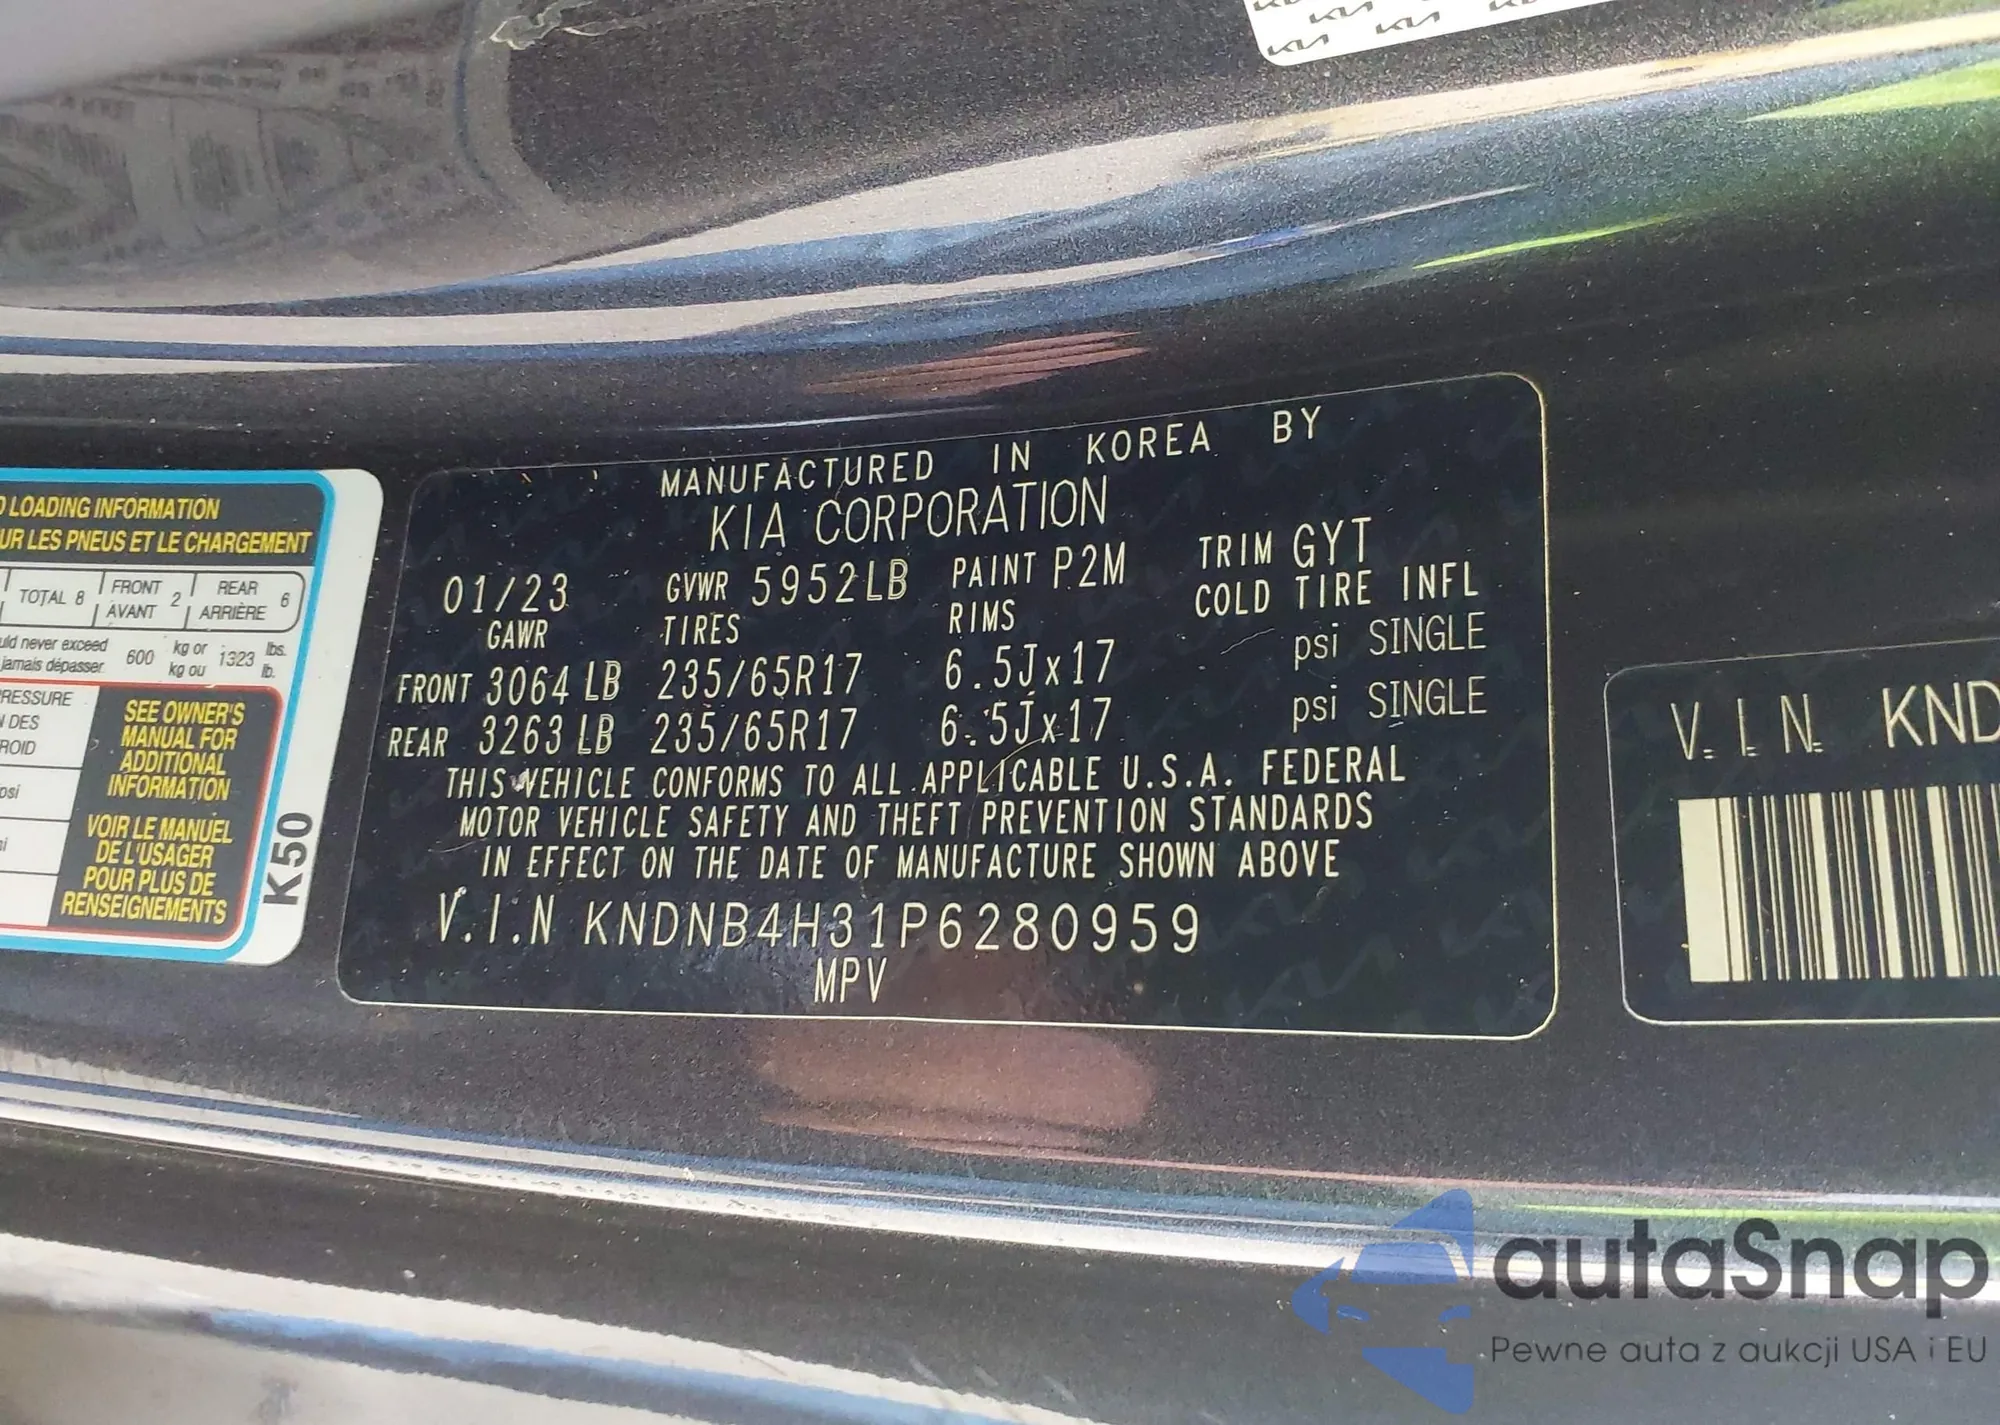 D LOADING INFORMATION
UR LES PNEUS ET LE CHARGEMENT
TOTAL 8 FRONT AVANT 2 REAR ARRIÈRE 6
uld never exceed 600 kg or 1323 lbs.
jamais dépasser kg ou lb.
RESSURE
N DES
ROID
psi
SEE OWNER'S
MANUAL FOR
ADDITIONAL
INFORMATION
VOIR LE MANUEL
DE L'USAGER
POUR PLUS DE
RENSEIGNEMENTS
K50
MANUFACTURED IN KOREA BY
KIA CORPORATION
01/23 GVWR 5952LB PAINT P2M TRIM GYT
GAWR TIRES RIMS COLD TIRE INFL
FRONT 3064 LB 235/65R17 6.5Jx17 psi SINGLE
REAR 3263 LB 235/65R17 6.5Jx17 psi SINGLE
THIS VEHICLE CONFORMS TO ALL APPLICABLE U.S.A. FEDERAL
MOTOR VEHICLE SAFETY AND THEFT PREVENTION STANDARDS
IN EFFECT ON THE DATE OF MANUFACTURE SHOWN ABOVE
V.I.N KNDNB4H31P6280959
MPV
V.I.N. KND
autaSnap
Pewne auta z aukcji USA i EU